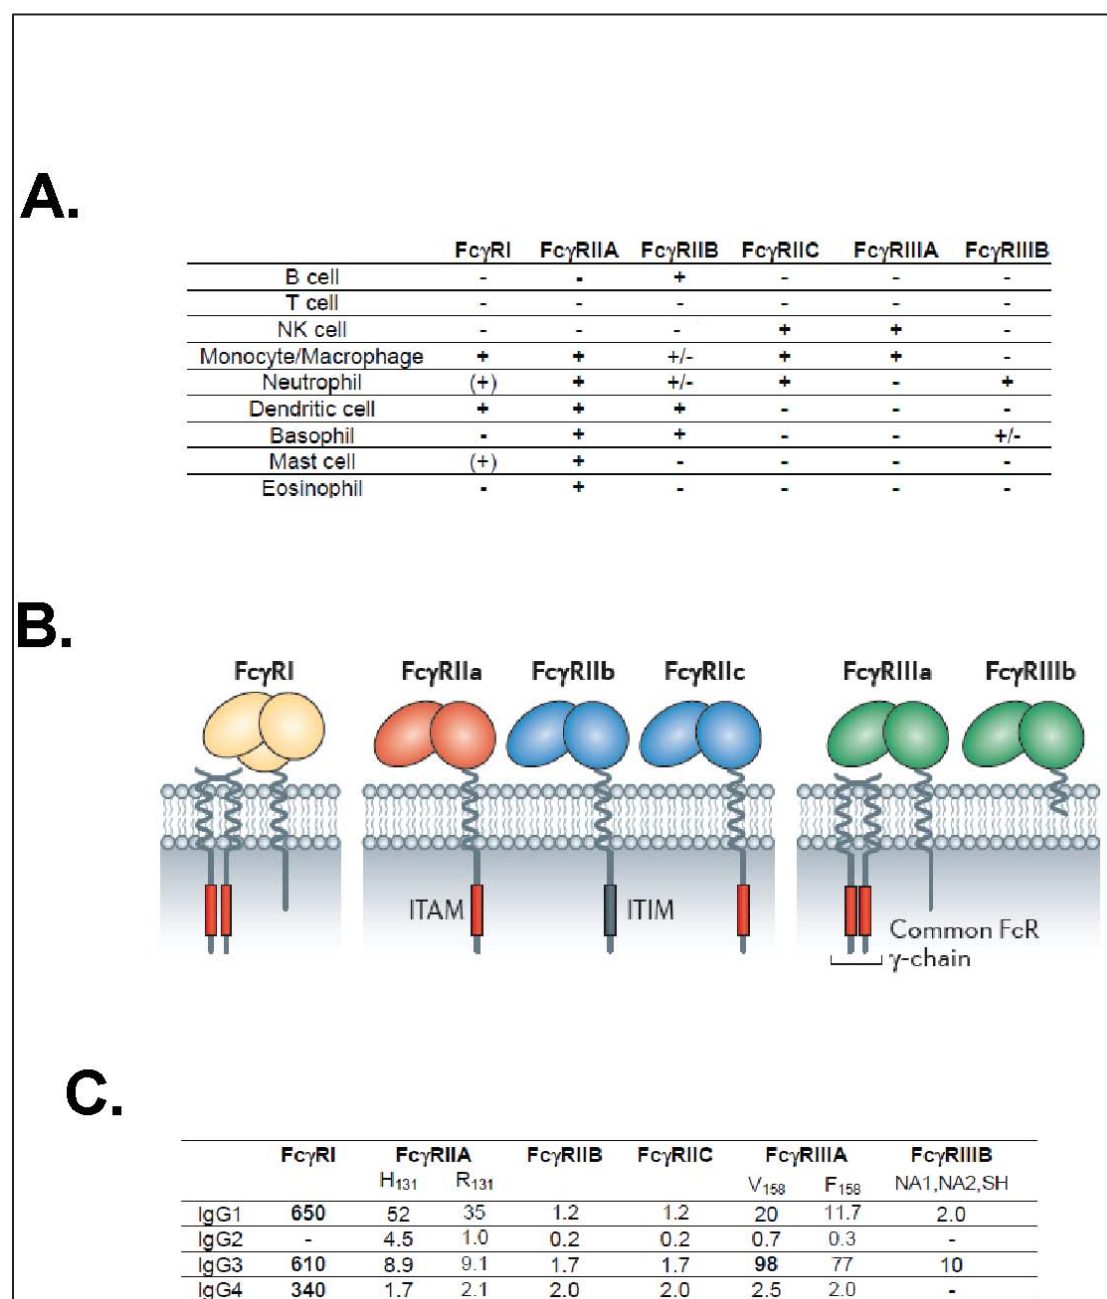 A.
FcγRI FcγRIIA FcγRIIB FcγRIIC FcγRIIIA FcγRIIIB
B cell - - + - - -
T cell - - - - - -
NK cell - - - + + -
Monocyte/Macrophage + + +/- + + -
Neutrophil (+) + +/- + - +
Dendritic cell + + + - - -
Basophil - + + - - +/-
Mast cell (+) + - - - -
Eosinophil - + - - - -
B.
FcγRI FcγRIIa FcγRIIb FcγRIIc FcγRIIIa FcγRIIIb
ITAM ITIM
Common FcR
γ-chain
C.
FcγRI FcγRIIA FcγRIIB FcγRIIC FcγRIIIA FcγRIIIB
H131 R131 V158 F158 NA1,NA2,SH
IgG1 650 52 35 1.2 1.2 20 11.7 2.0
IgG2 - 4.5 1.0 0.2 0.2 0.7 0.3 -
IgG3 610 8.9 9.1 1.7 1.7 98 77 10
IgG4 340 1.7 2.1 2.0 2.0 2.5 2.0 -